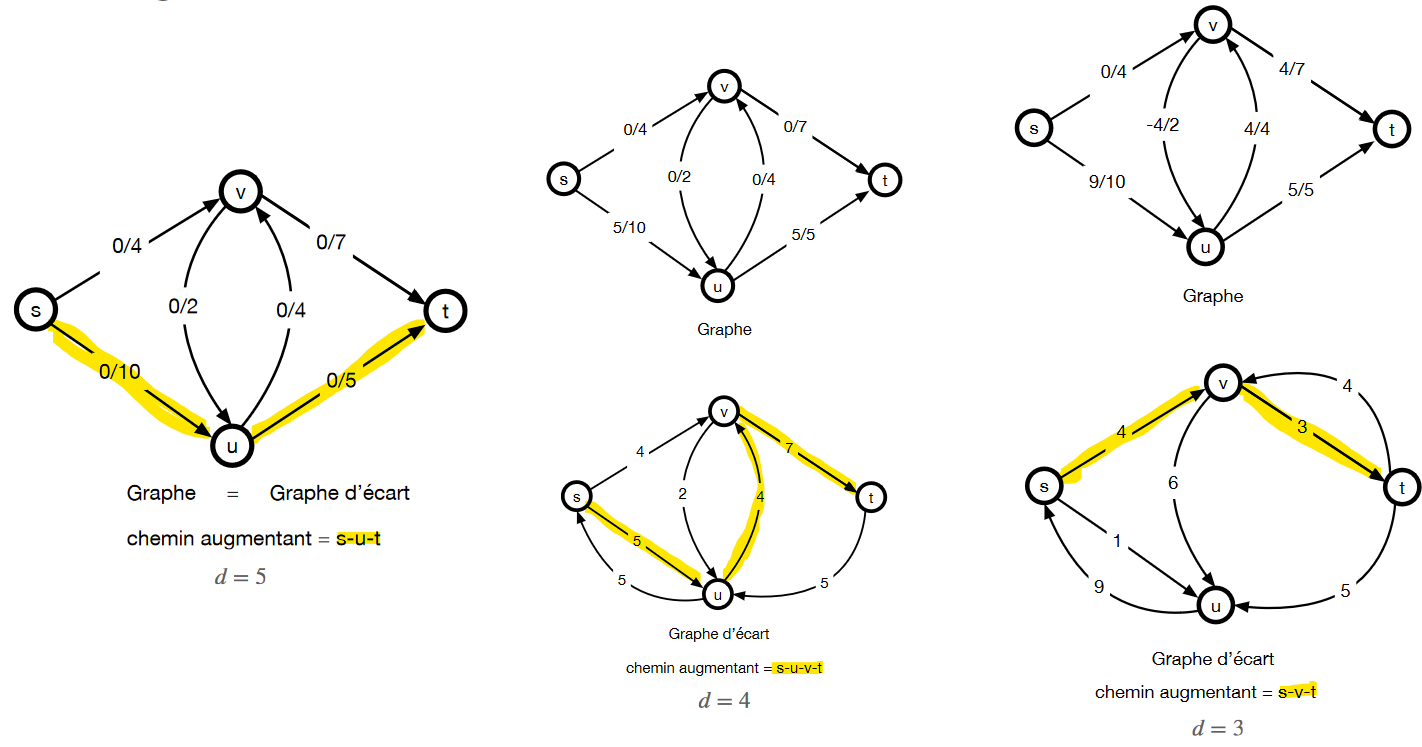 v
0/4
0/7
s
0/2
0/4
t
0/10
0/5
u
Graphe = Graphe d'écart
chemin augmentant = s-u-t
d = 5
v
0/4
0/7
s
0/2
0/4
t
5/10
5/5
u
Graphe
v
4
7
s
2
4
t
5
5
5
u
Graphe d'écart
chemin augmentant = s-u-v-t
d = 4
v
0/4
4/7
s
-4/2
4/4
t
9/10
5/5
u
Graphe
v
4
4
3
s
6
t
1
9
5
u
Graphe d'écart
chemin augmentant = s-v-t
d = 3